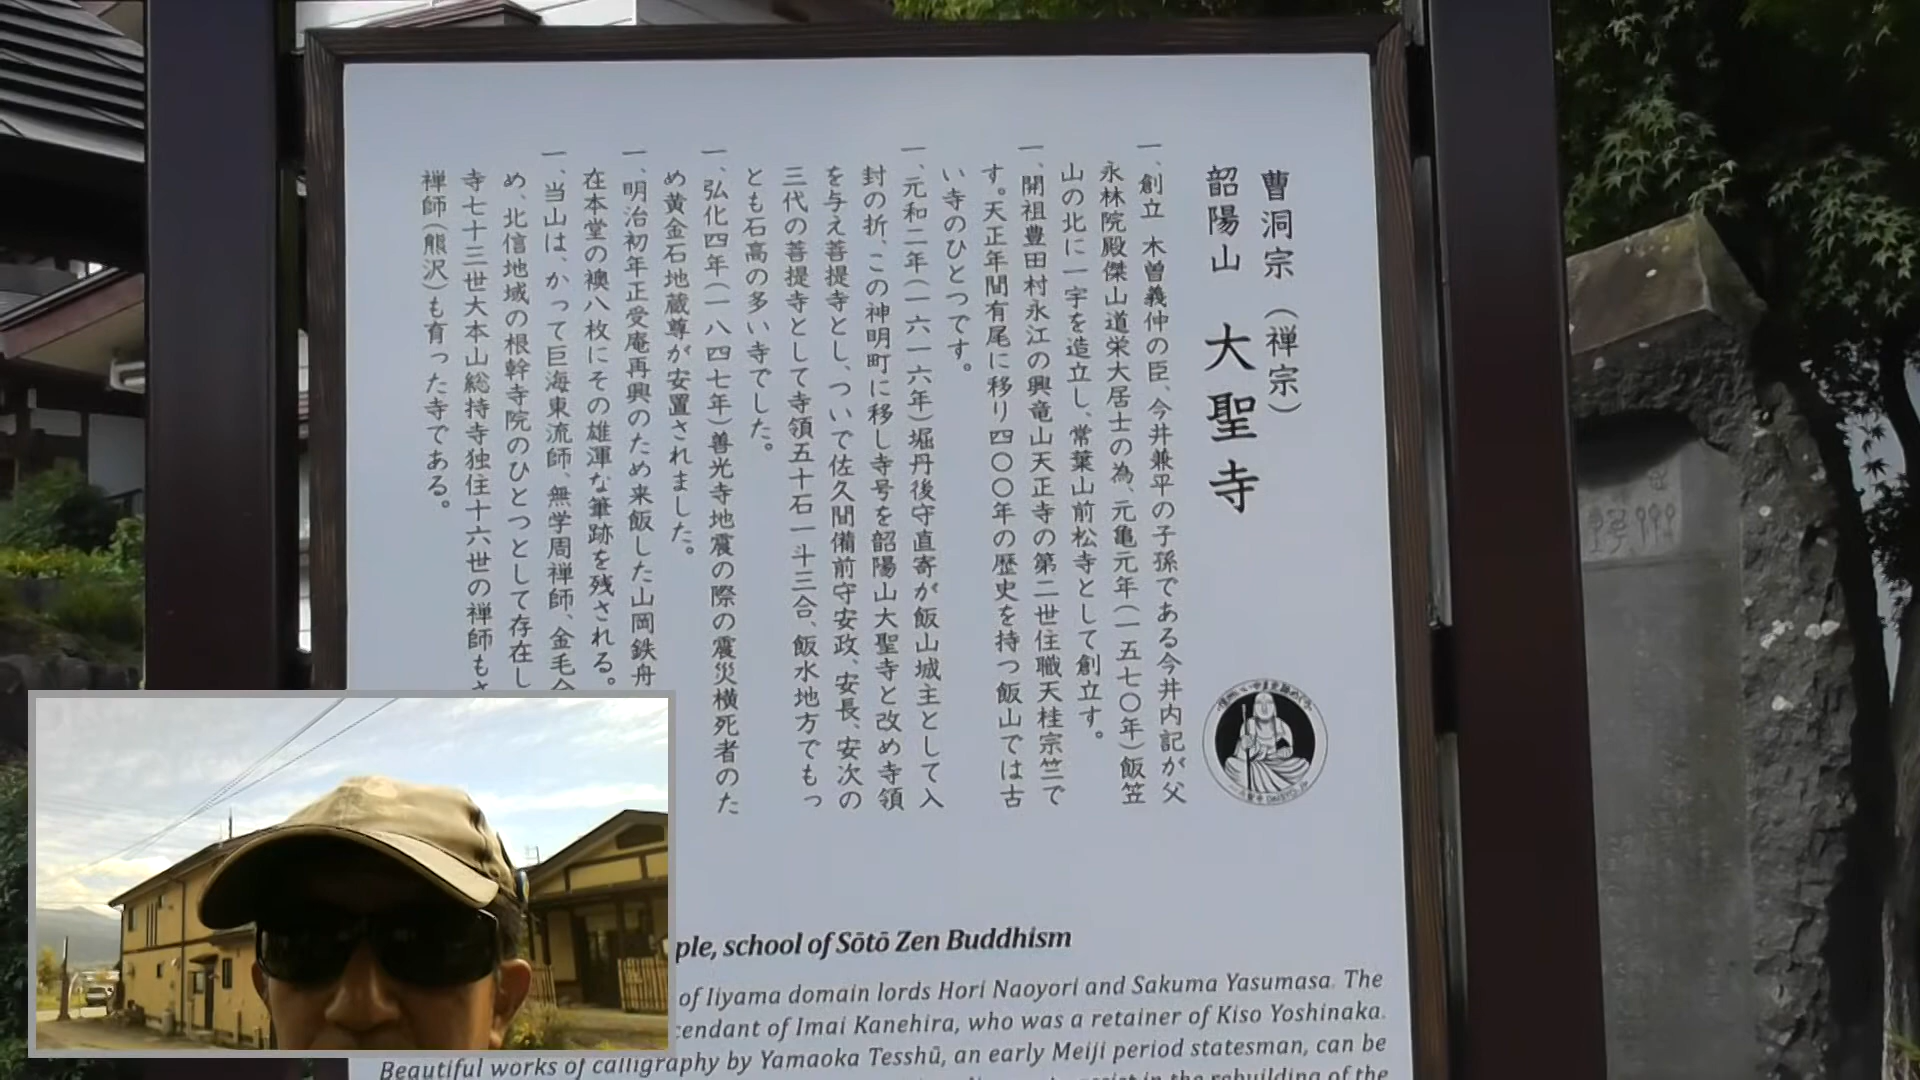 曹洞宗（禅宗）
韶陽山　大聖寺
一、創立　木曽義仲の臣、今井兼平の子孫である今井内記が父
永林院殿傑山道栄大居士の為、元亀元年（一五七〇年）飯笠
山の北に一宇を造立し、常葉山前松寺として創立す。
一、開祖豊田村永江の興竜山天正寺の第二世住職天桂宗竺で
す。天正年間有尾に移り四〇〇年の歴史を持つ飯山では古
い寺のひとつです。
一、元和二年（一六一六年）堀丹後守直寄が飯山城主として入
封の折、この神明町に移し寺号を韶陽山大聖寺と改め寺領
を与え菩提寺とし、ついで佐久間備前守安政、安長、安次の
三代の菩提寺として寺領五十石一斗三合、飯水地方でもっ
とも石高の多い寺でした。
一、弘化四年（一八四七年）善光寺地震の際の震災横死者のた
め黄金石地蔵尊が安置されました。
一、明治初年正受庵再興のため来飯した山岡鉄舟
在本堂の襖八枚にその雄渾な筆跡を残される。
一、当山は、かって巨海東流師、無学周禅師、金毛
め、北信地域の根幹寺院のひとつとして存在し
寺七十三世大本山総持寺独住十六世の禅師も
禅師（熊沢）も育った寺である。
ple, school of Sōtō Zen Buddhism
of Iiyama domain lords Hori Naoyori and Sakuma Yasumasa. The
cendant of Imai Kanehira, who was a retainer of Kiso Yoshinaka.
Beautiful works of calligraphy by Yamaoka Tesshū, an early Meiji period statesman, can be
in the rebuilding of the